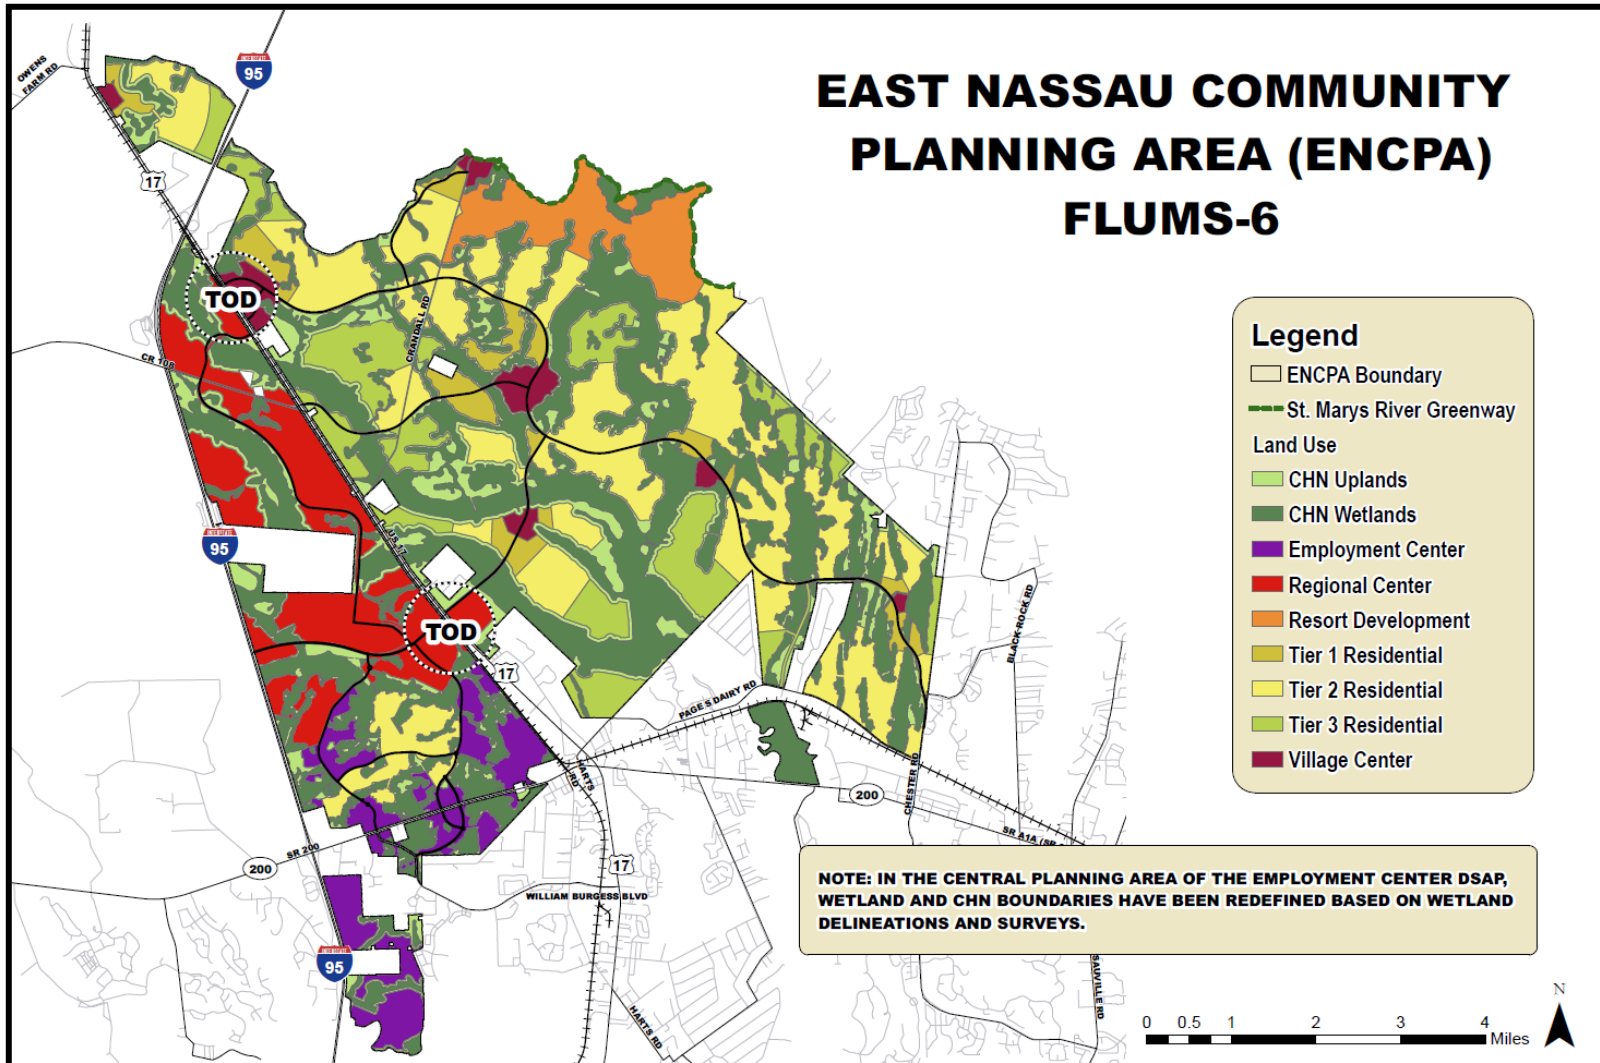 EAST NASSAU COMMUNITY
PLANNING AREA (ENCPA)
FLUMS-6
OWENS
FARM RD
95
17
TOD
CR 108
CRANDALL RD
US 17
95
TOD
17
PAGES DAIRY RD
BLACK ROCK RD
HARTS
RD
CHESTER RD
200
SR A1A (SR
SR 200
200
17
WILLIAM BURGESS BLVD
95
HARTS RD
Legend
ENCPA Boundary
St. Marys River Greenway
Land Use
CHN Uplands
CHN Wetlands
Employment Center
Regional Center
Resort Development
Tier 1 Residential
Tier 2 Residential
Tier 3 Residential
Village Center
NOTE: IN THE CENTRAL PLANNING AREA OF THE EMPLOYMENT CENTER DSAP,
WETLAND AND CHN BOUNDARIES HAVE BEEN REDEFINED BASED ON WETLAND
DELINEATIONS AND SURVEYS.
SAUVILLE RD
N
0 0.5 1 2 3 4
Miles